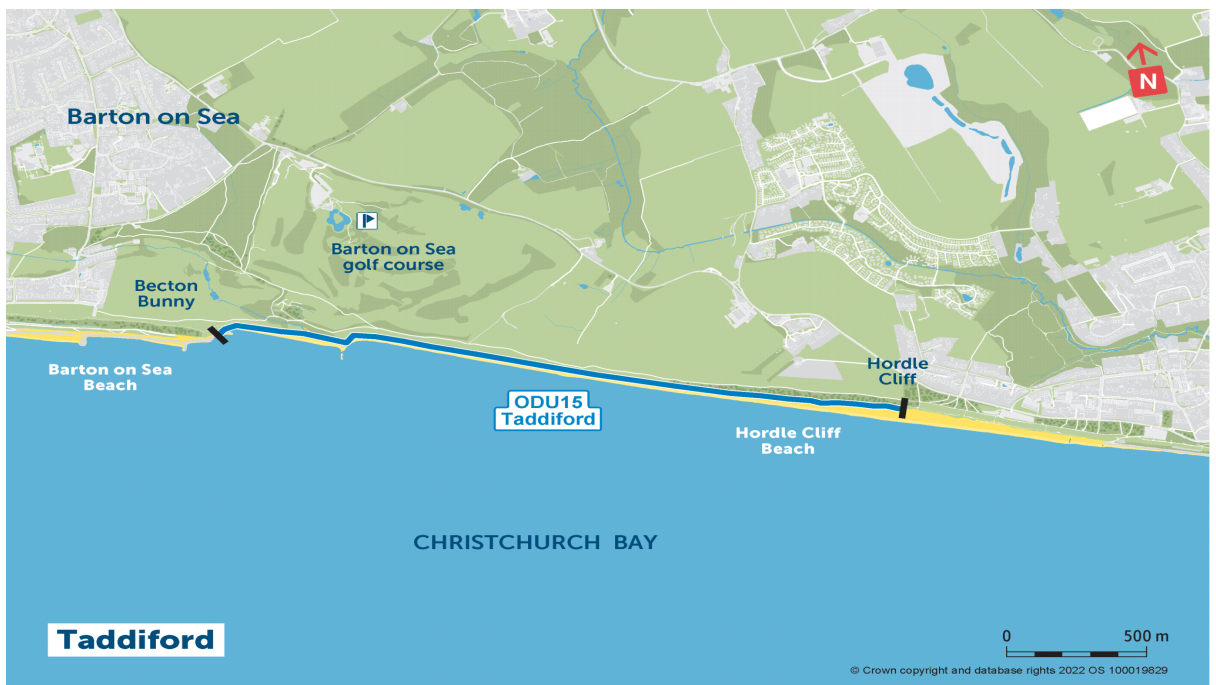 N
Barton on Sea
Barton on Sea
golf course
Becton
Bunny
Barton on Sea
Beach
Hordle
Cliff
ODU15
Taddiford
Hordle Cliff
Beach
CHRISTCHURCH BAY
Taddiford
0 500 m
© Crown copyright and database rights 2022 OS 100019829